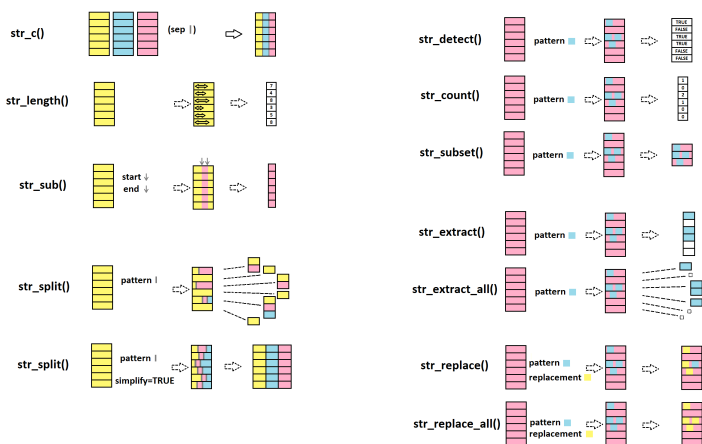 str_c()
(sep |)
str_length()
7
4
8
3
5
6
str_sub()
start ↓
end ↓
str_split()
pattern |
str_split()
pattern |
simplify=TRUE
str_detect()
pattern
TRUE
FALSE
TRUE
TRUE
FALSE
FALSE
str_count()
pattern
1
0
2
1
0
0
str_subset()
pattern
str_extract()
pattern
str_extract_all()
pattern
str_replace()
pattern
replacement
str_replace_all()
pattern
replacement